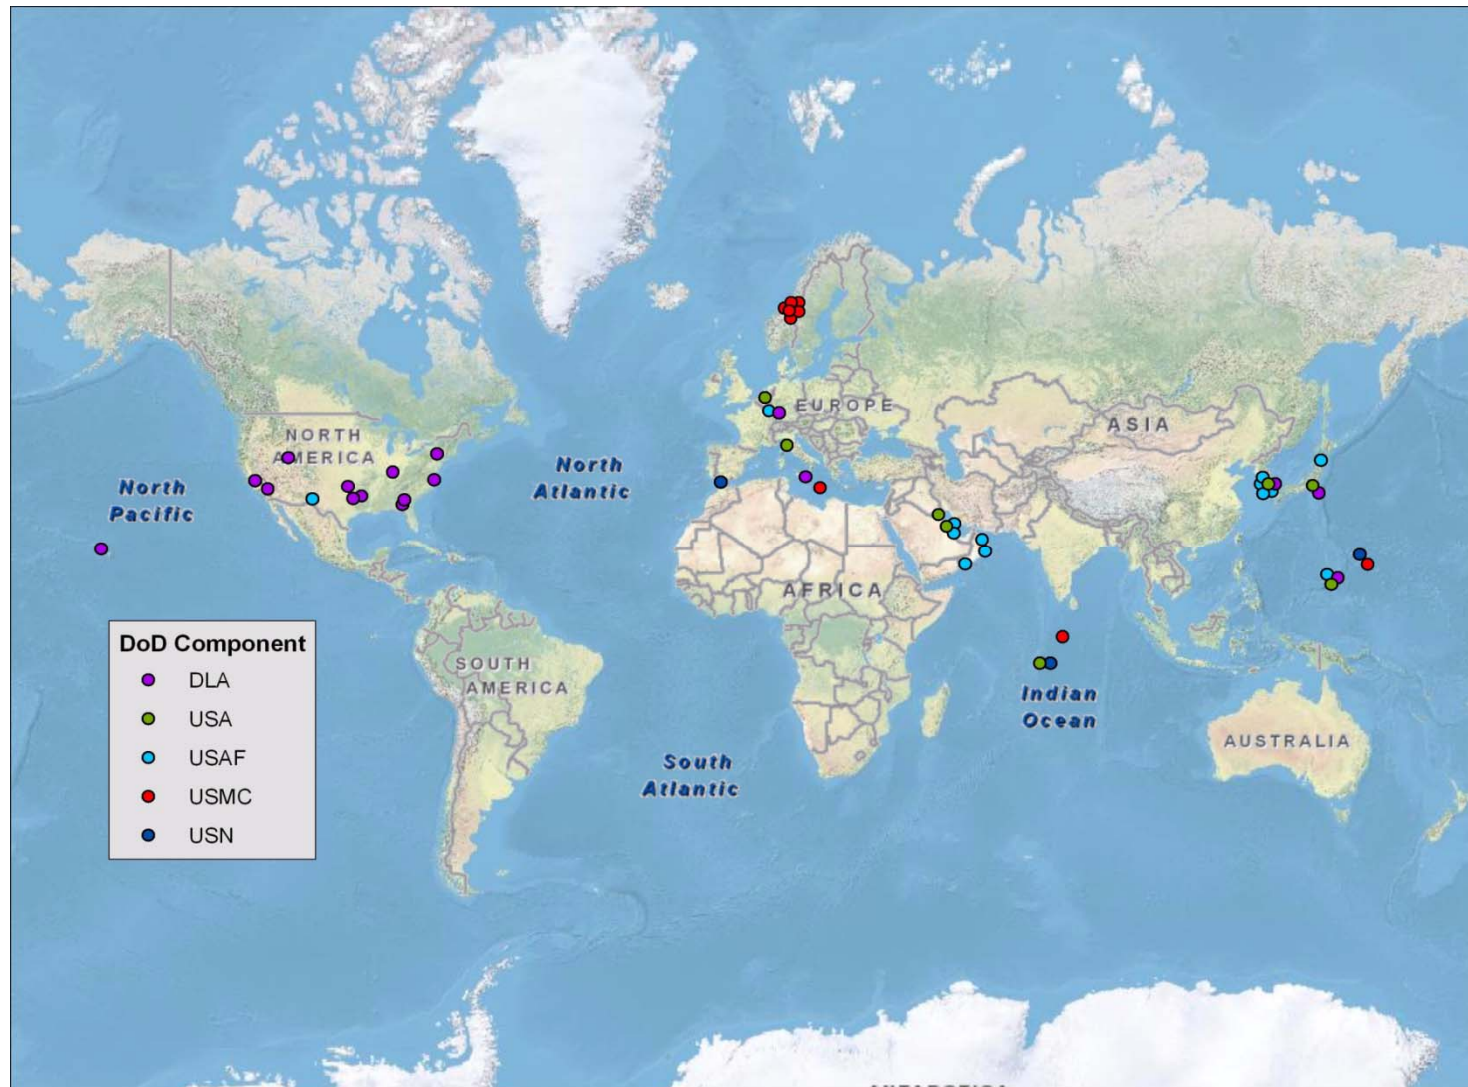 EUROPE
ASIA
NORTH
AMERICA
North
Atlantic
North
Pacific
AFRICA
DoD Component
DLA
USA
USAF
USMC
USN
SOUTH
AMERICA
Indian
Ocean
AUSTRALIA
South
Atlantic
ANTARCTICA